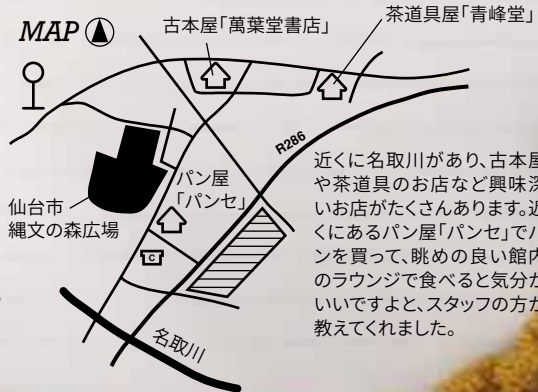 MAP
古本屋「萬葉堂書店」
茶道具屋「青峰堂」
R286
パン屋
「パンセ」
仙台市
縄文の森広場
C
名取川
近くに名取川があり、古本屋
や茶道具のお店など興味深
いお店がたくさんあります。近
くにあるパン屋「パンセ」でパ
ンを買って、眺めの良い館内
のラウンジで食べると気分が
いいですよと、スタッフの方が
教えてくれました。